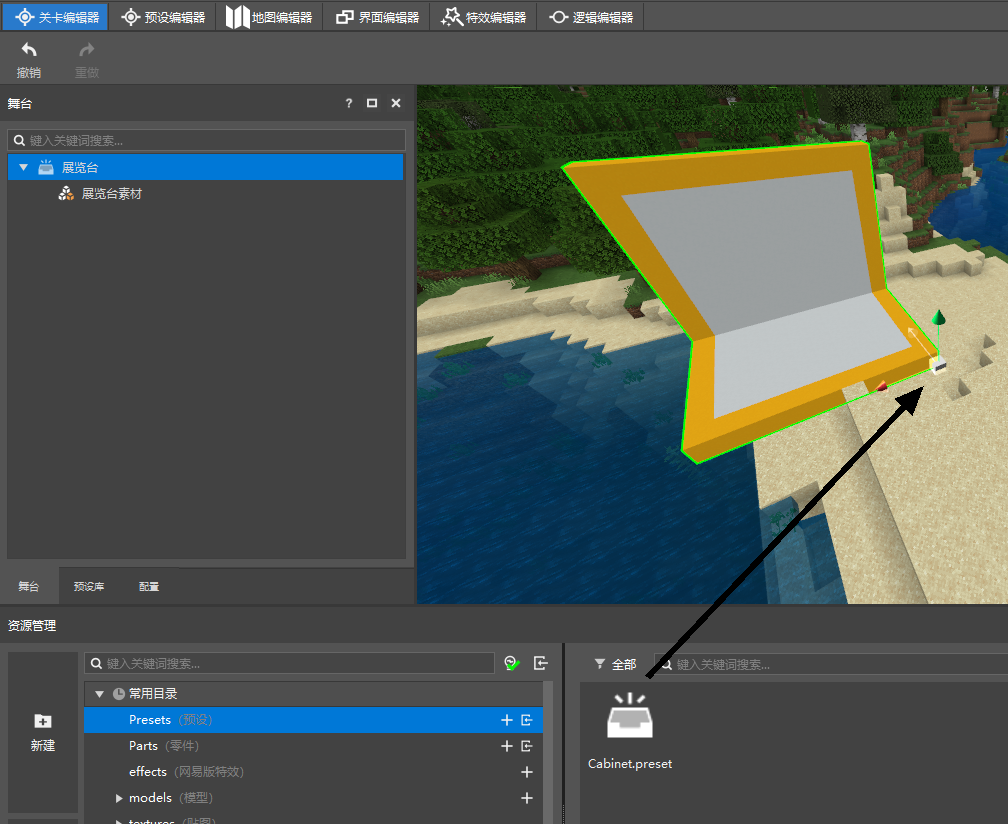 关卡编辑器 预设编辑器 地图编辑器 界面编辑器 特效编辑器 逻辑编辑器
撤销 重做
舞台 ?
键入关键词搜索...
展览台
展览台素材
舞台 预设库 配置
资源管理
键入关键词搜索... 全部 键入关键词搜索...
常用目录
Presets (预设)
新建
Parts (零件)
Cabinet.preset
effects (网易版特效)
models (模型)
textures (贴图)